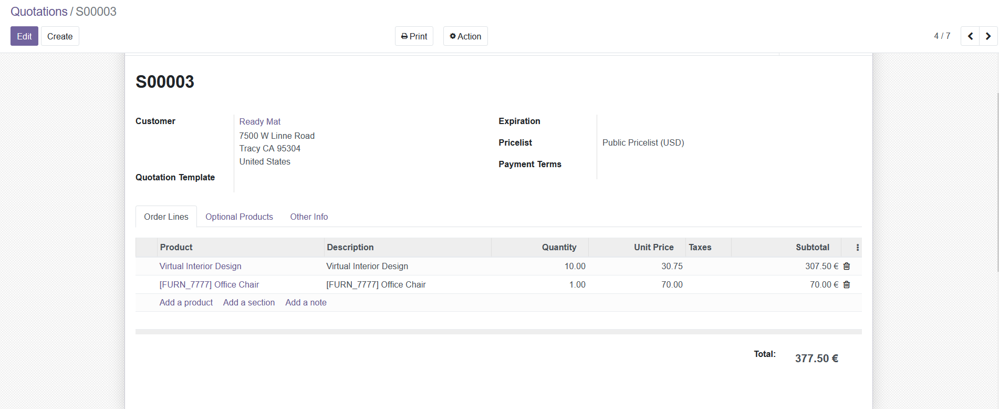 Quotations / S00003
Edit Create Print Action 4 / 7
S00003
Customer Ready Mat
7500 W Linne Road
Tracy CA 95304
United States
Quotation Template
Expiration
Pricelist Public Pricelist (USD)
Payment Terms
Order Lines Optional Products Other Info
Product Description Quantity Unit Price Taxes Subtotal
Virtual Interior Design Virtual Interior Design 10.00 30.75 307.50 €
[FURN_7777] Office Chair [FURN_7777] Office Chair 1.00 70.00 70.00 €
Add a product Add a section Add a note
Total: 377.50 €